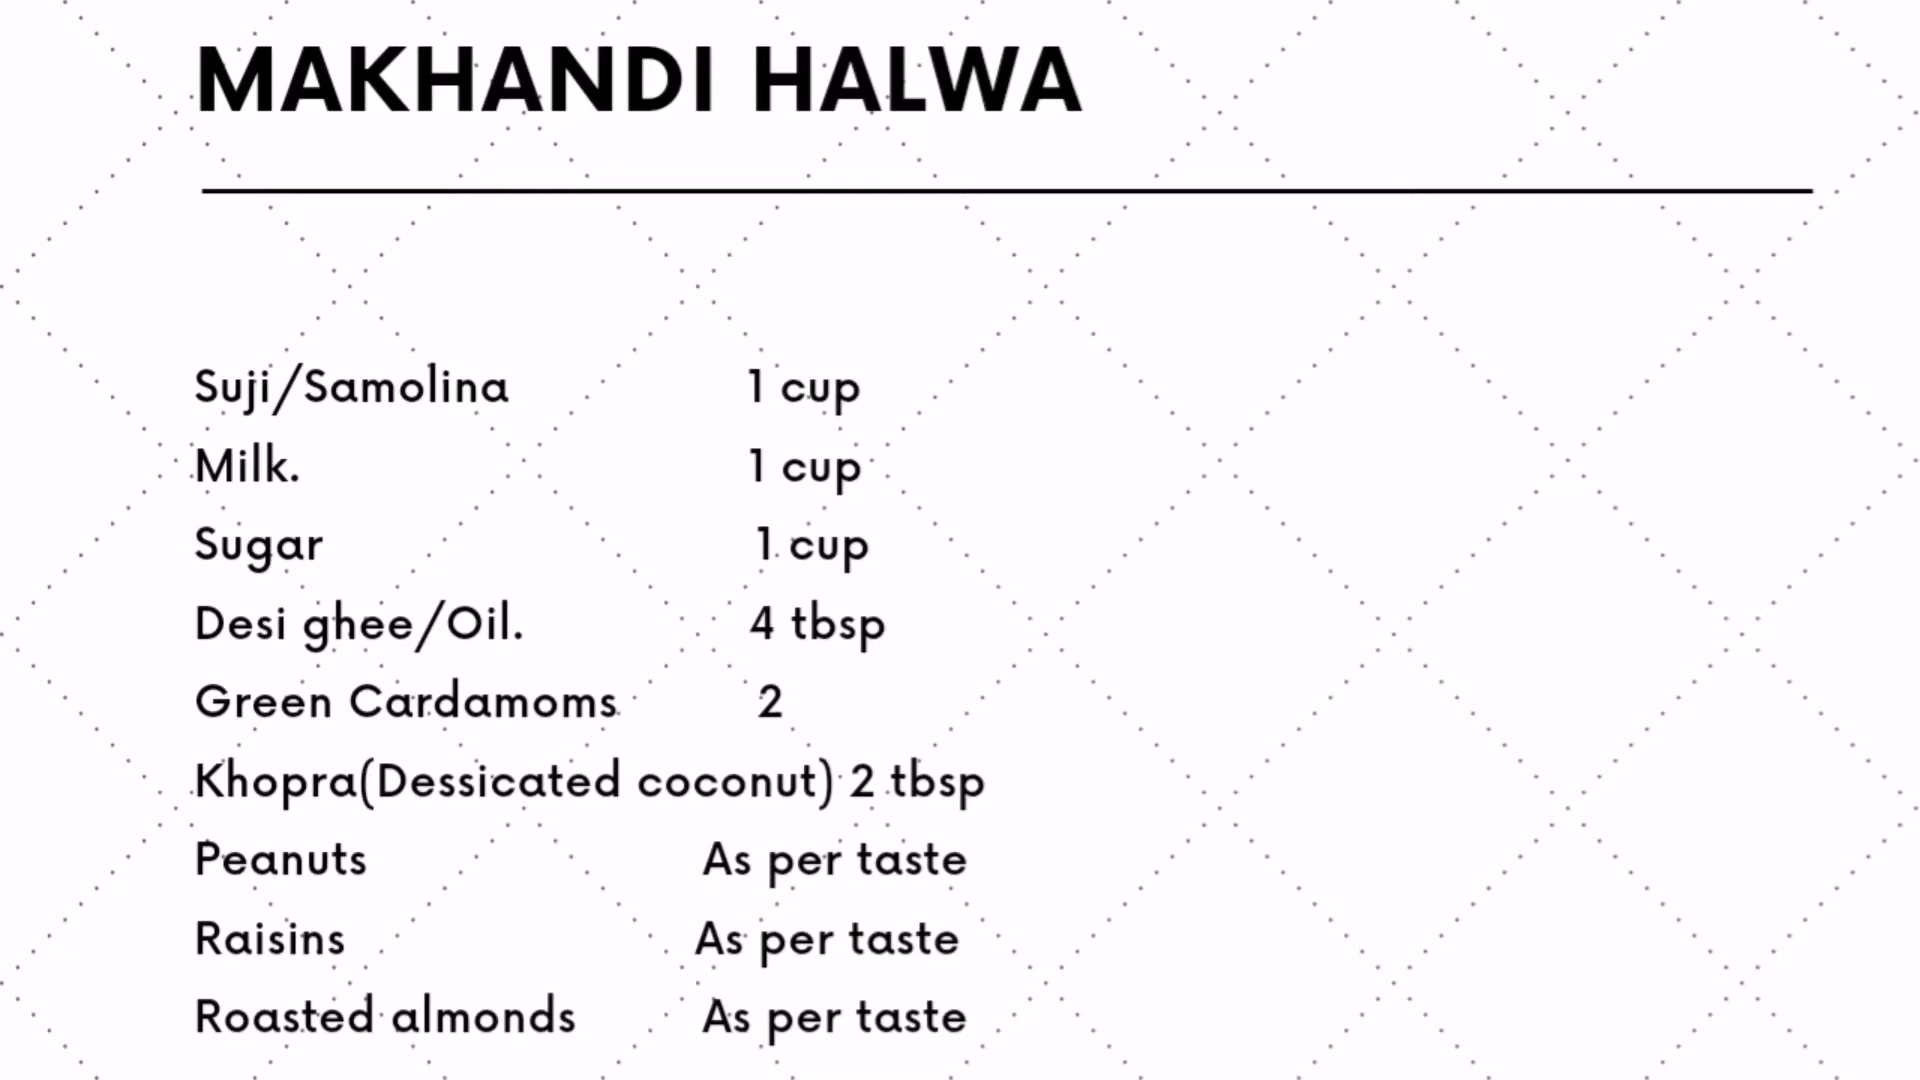 MAKHANDI HALWA
Suji/Samolina 1 cup
Milk. 1 cup
Sugar 1 cup
Desi ghee/Oil. 4 tbsp
Green Cardamoms 2
Khopra(Dessicated coconut) 2 tbsp
Peanuts As per taste
Raisins As per taste
Roasted almonds As per taste